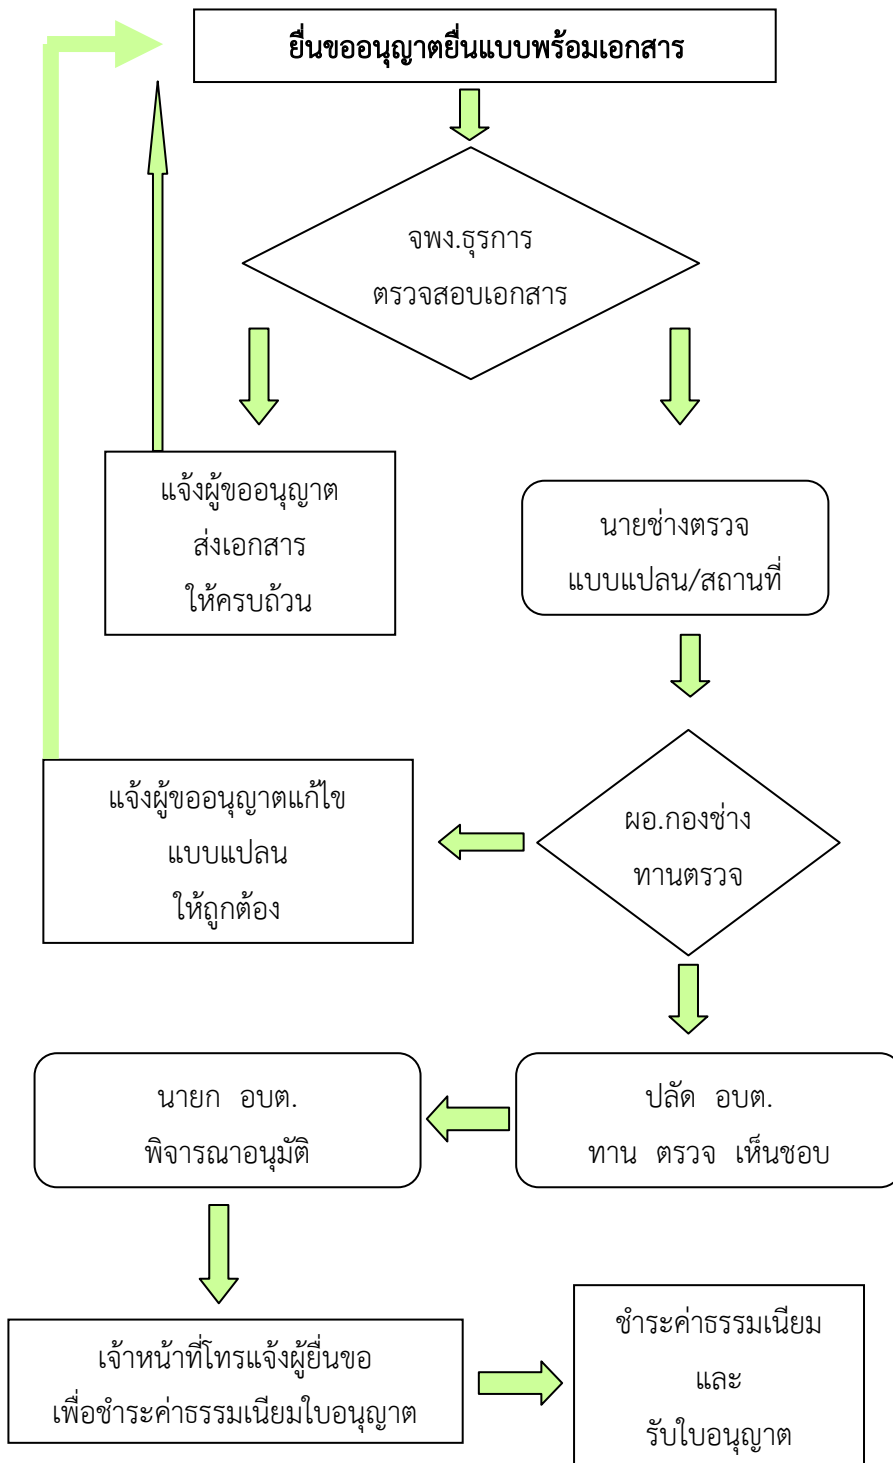 ยื่นขออนุญาตยื่นแบบพร้อมเอกสาร
จพง.ธุรการ
ตรวจสอบเอกสาร
แจ้งผู้ขออนุญาต
ส่งเอกสาร
ให้ครบถ้วน
นายช่างตรวจ
แบบแปลน/สถานที่
ผอ.กองช่าง
ทานตรวจ
แจ้งผู้ขออนุญาตแก้ไข
แบบแปลน
ให้ถูกต้อง
ปลัด อบต.
ทาน ตรวจ เห็นชอบ
นายก อบต.
พิจารณาอนุมัติ
เจ้าหน้าที่โทรแจ้งผู้ยื่นขอ
เพื่อชำระค่าธรรมเนียมใบอนุญาต
ชำระค่าธรรมเนียม
และ
รับใบอนุญาต